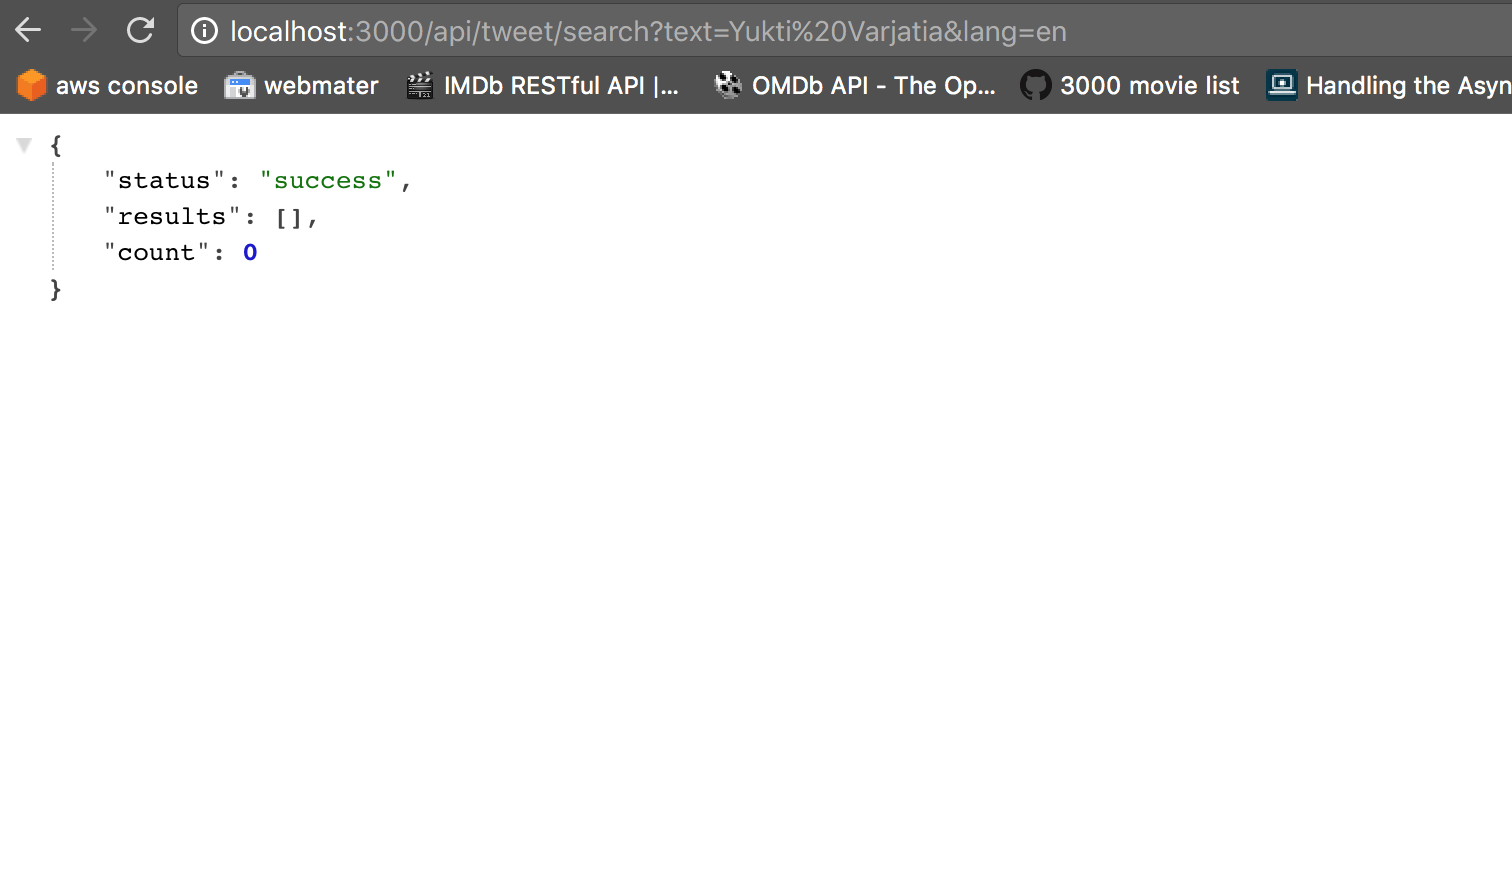 localhost:3000/api/tweet/search?text=Yukti%20Varjatia&lang=en
aws console webmater IMDb RESTful API |... OMDb API - The Op... 3000 movie list Handling the Asyn
{
"status": "success",
"results": [],
"count": 0
}